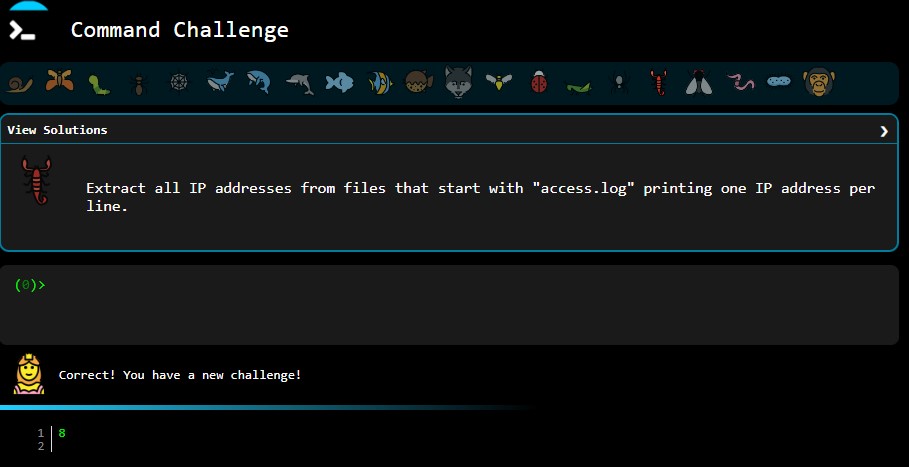 Command Challenge
View Solutions
Extract all IP addresses from files that start with "access.log" printing one IP address per
line.
(0)>
Correct! You have a new challenge!
1 8
2